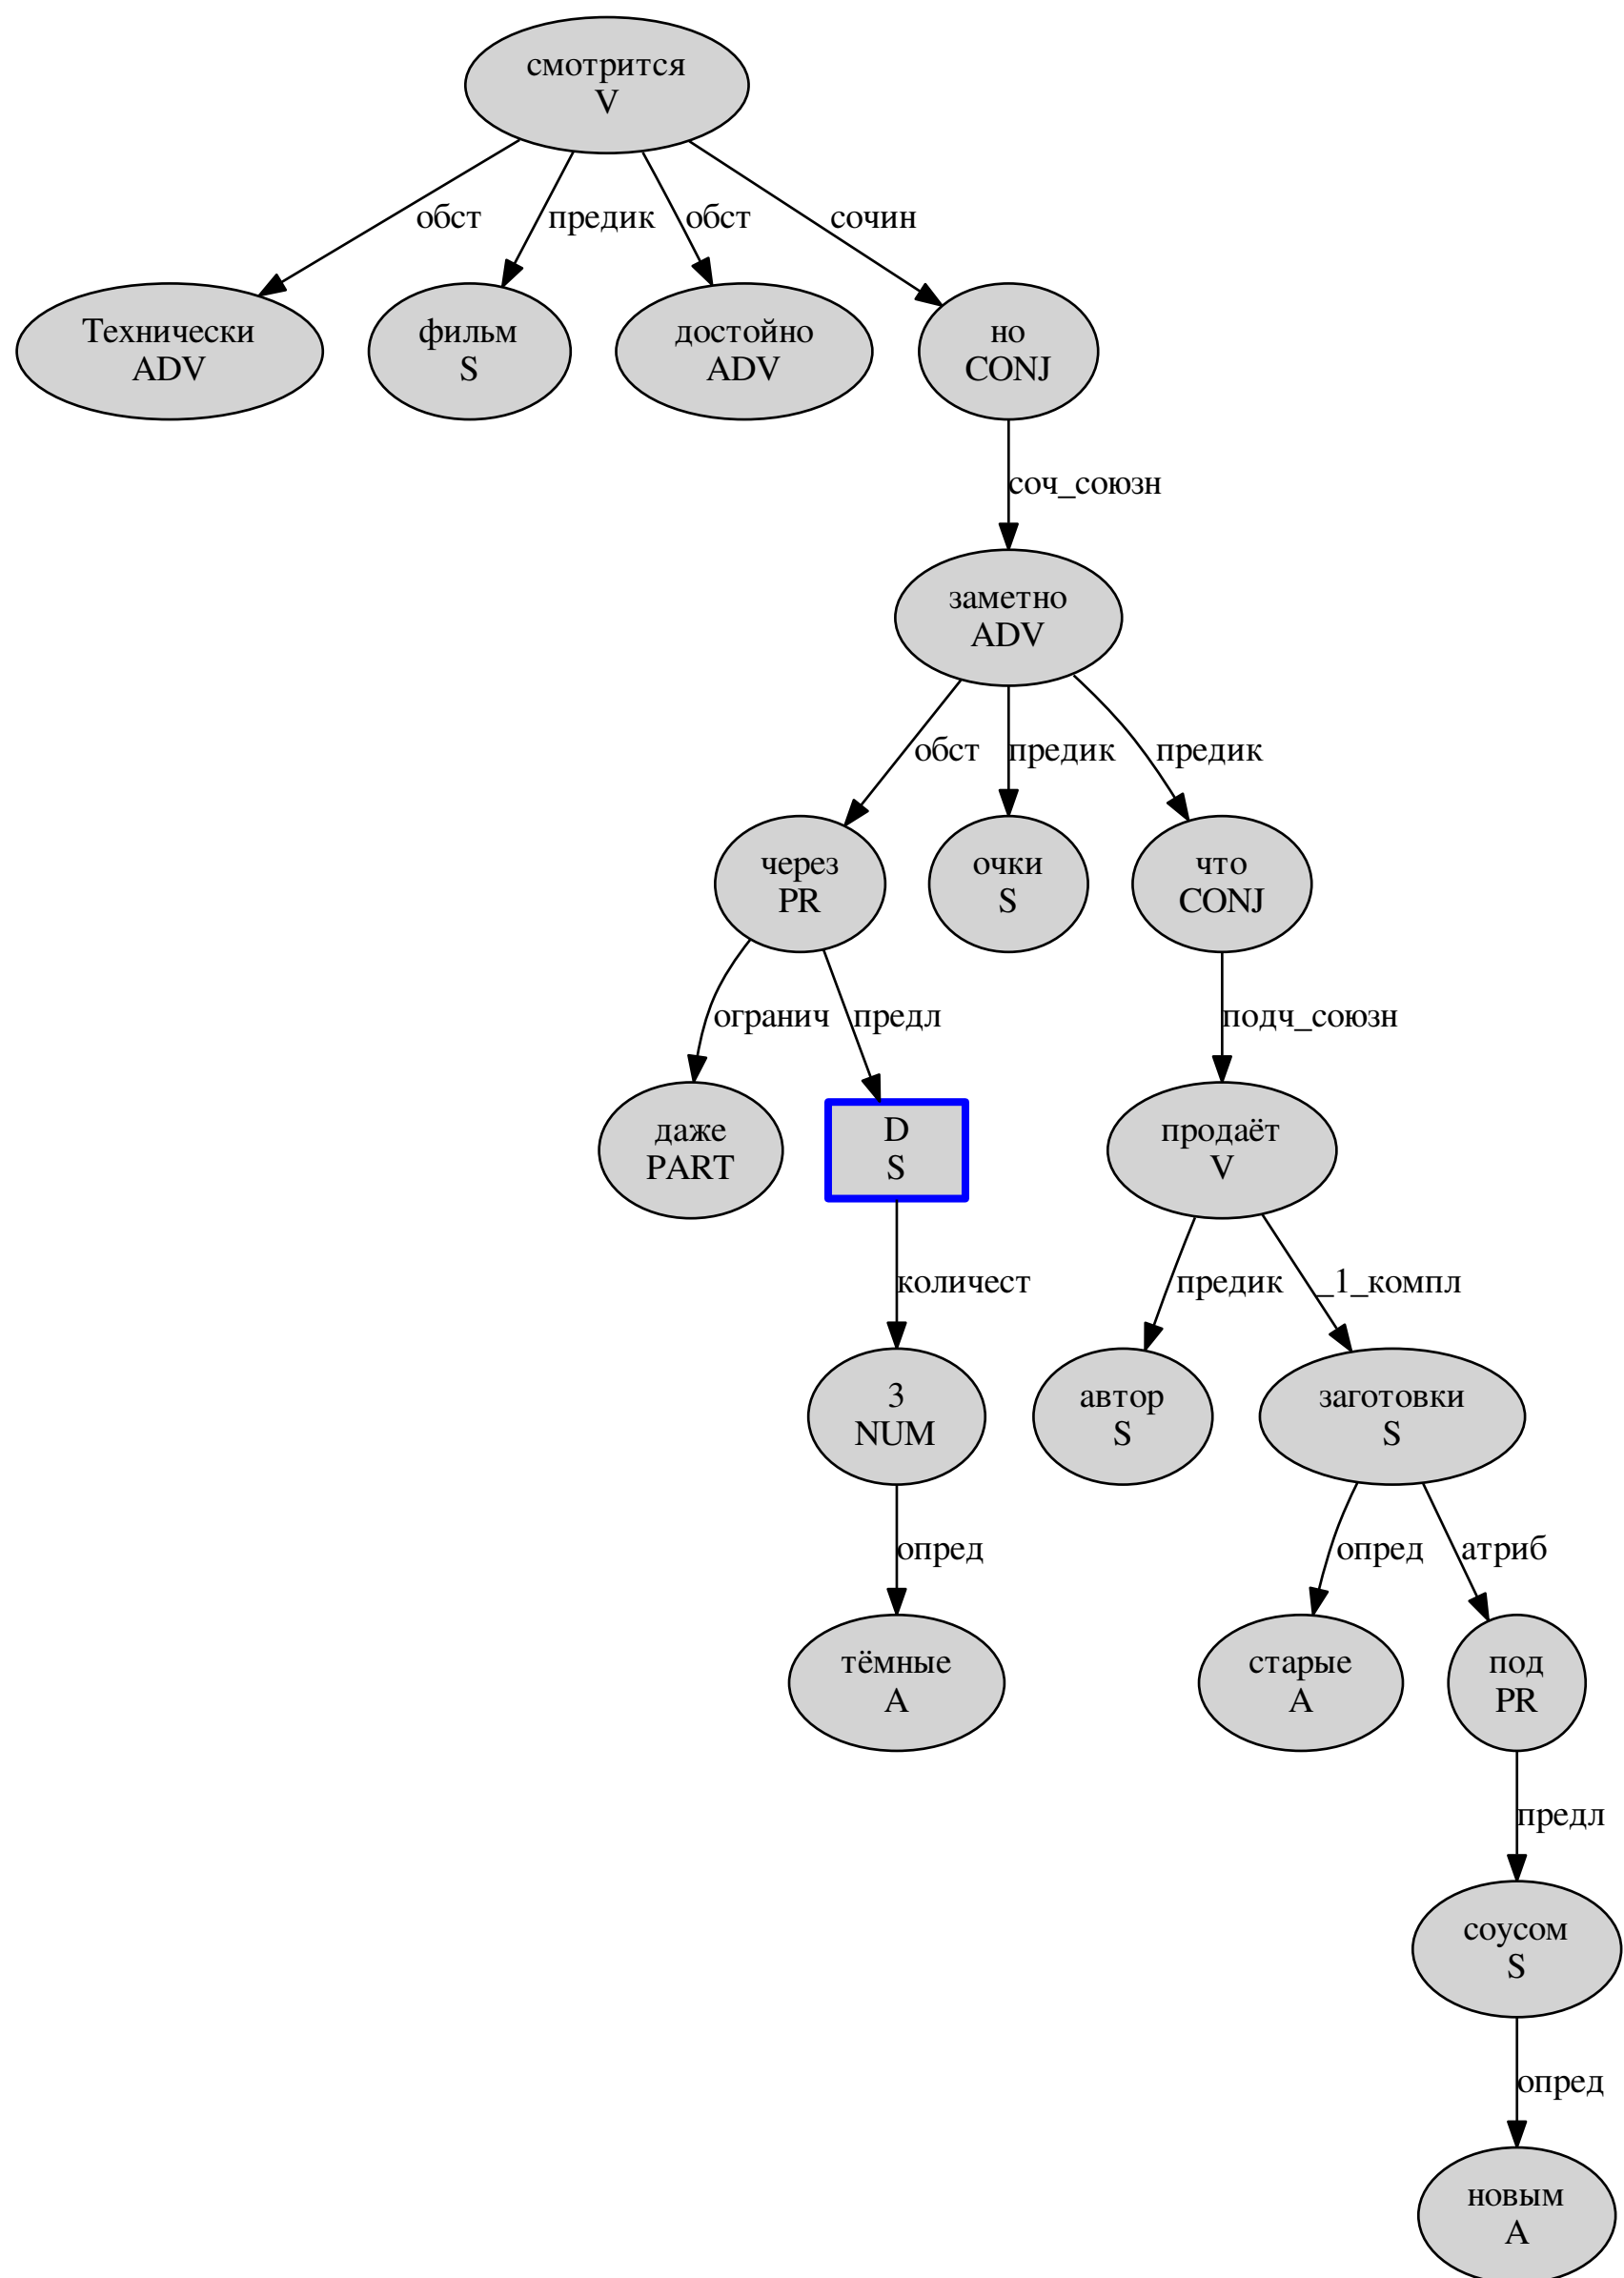 смотрится
V
обст
предик
обст
сочин
Технически
ADV
фильм
S
достойно
ADV
но
CONJ
соч_союзн
заметно
ADV
обст
предик
предик
через
PR
очки
S
что
CONJ
огранич
предл
подч_союзн
даже
PART
D
S
продаёт
V
количест
предик
_1_компл
3
NUM
автор
S
заготовки
S
опред
опред
атриб
тёмные
A
старые
A
под
PR
предл
соусом
S
опред
новым
A